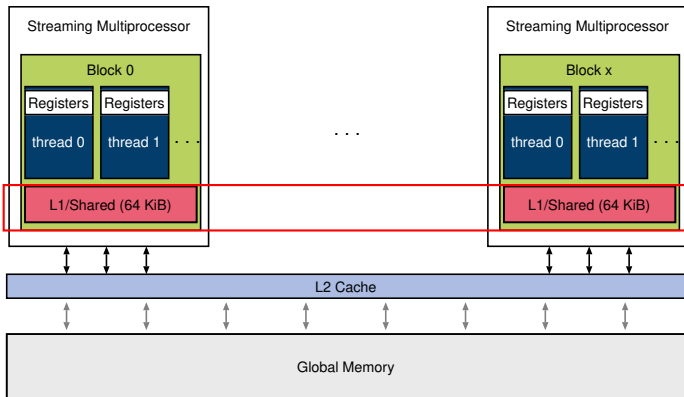 Streaming Multiprocessor
Block 0
Registers Registers
thread 0 thread 1 . . .
L1/Shared (64 KiB)
. . .
Streaming Multiprocessor
Block x
Registers Registers
thread 0 thread 1 . . .
L1/Shared (64 KiB)
L2 Cache
Global Memory